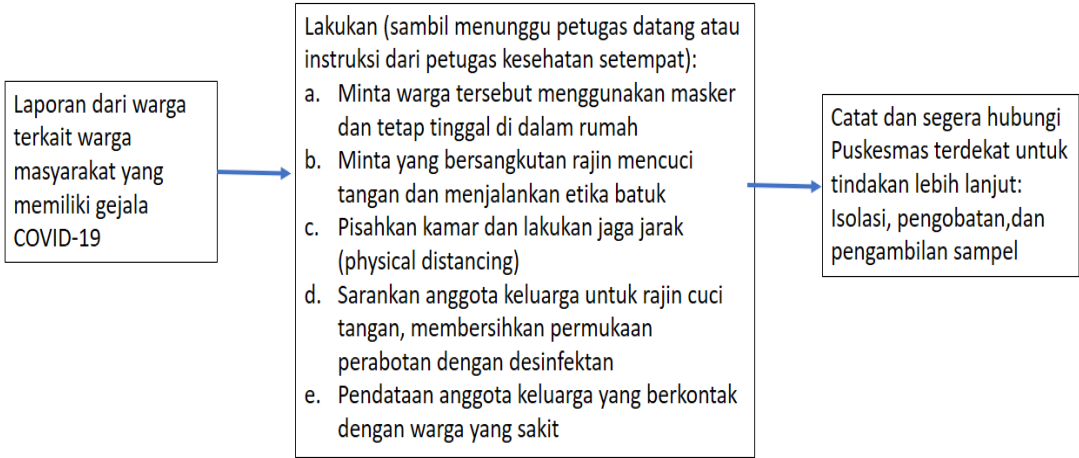 Laporan dari warga
terkait warga
masyarakat yang
memiliki gejala
COVID-19
Lakukan (sambil menunggu petugas datang atau
instruksi dari petugas kesehatan setempat):
a. Minta warga tersebut menggunakan masker
dan tetap tinggal di dalam rumah
b. Minta yang bersangkutan rajin mencuci
tangan dan menjalankan etika batuk
c. Pisahkan kamar dan lakukan jaga jarak
(physical distancing)
d. Sarankan anggota keluarga untuk rajin cuci
tangan, membersihkan permukaan
perabotan dengan desinfektan
e. Pendataan anggota keluarga yang berkontak
dengan warga yang sakit
Catat dan segera hubungi
Puskesmas terdekat untuk
tindakan lebih lanjut:
Isolasi, pengobatan,dan
pengambilan sampel